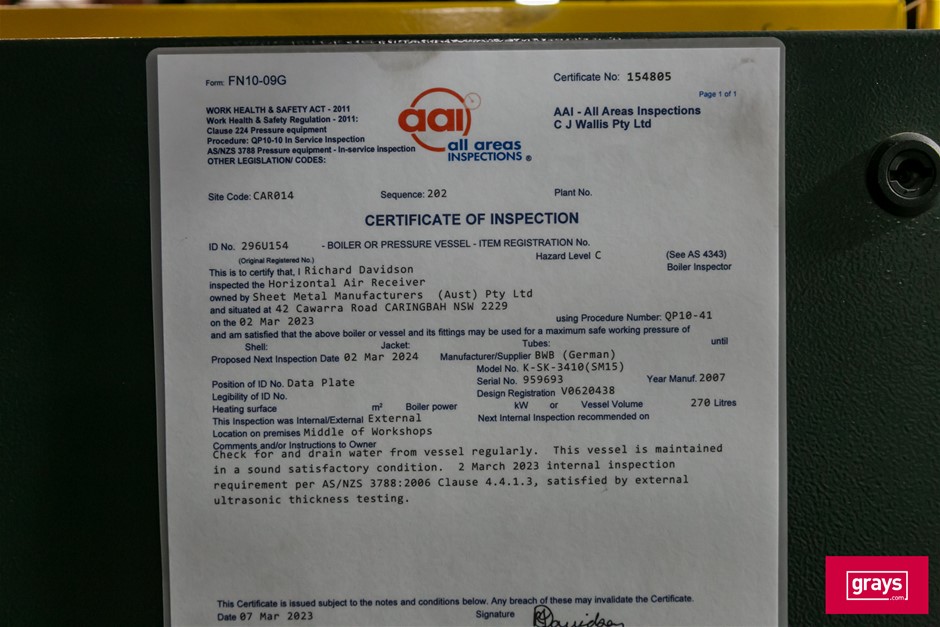 Form: FN10-09G
Certificate No: 154805
Page 1 of 1
WORK HEALTH & SAFETY ACT - 2011
Work Health & Safety Regulation - 2011:
Clause 224 Pressure equipment
Procedure: QP10-10 In Service Inspection
AS/NZS 3788 Pressure equipment - In-service inspection
OTHER LEGISLATION/ CODES:
aai
all areas
INSPECTIONS ®
AAI - All Areas Inspections
C J Wallis Pty Ltd
Site Code: CAR014 Sequence: 202 Plant No.
CERTIFICATE OF INSPECTION
ID No. 296U154 - BOILER OR PRESSURE VESSEL - ITEM REGISTRATION No.
(Original Registered No.) Hazard Level C (See AS 4343)
This is to certify that, I Richard Davidson Boiler Inspector
inspected the Horizontal Air Receiver
owned by Sheet Metal Manufacturers (Aust) Pty Ltd
and situated at 42 Cawarra Road CARINGBAH NSW 2229
on the 02 Mar 2023 using Procedure Number: QP10-41
and am satisfied that the above boiler or vessel and its fittings may be used for a maximum safe working pressure of
Shell: Jacket: Tubes: until
Proposed Next Inspection Date 02 Mar 2024 Manufacturer/Supplier BWB (German)
Model No. K-SK-3410(SM15)
Position of ID No. Data Plate Serial No. 959693 Year Manuf. 2007
Legibility of ID No. Design Registration V0620438
Heating surface m² Boiler power kW or Vessel Volume 270 Litres
This Inspection was Internal/External External Next Internal Inspection recommended on
Location on premises Middle of Workshops
Comments and/or Instructions to Owner
Check for and drain water from vessel regularly. This vessel is maintained
in a sound satisfactory condition. 2 March 2023 internal inspection
requirement per AS/NZS 3788:2006 Clause 4.4.1.3, satisfied by external
ultrasonic thickness testing.
This Certificate is issued subject to the notes and conditions below. Any breach of these may invalidate the Certificate.
Date 07 Mar 2023 Signature
grays
.com